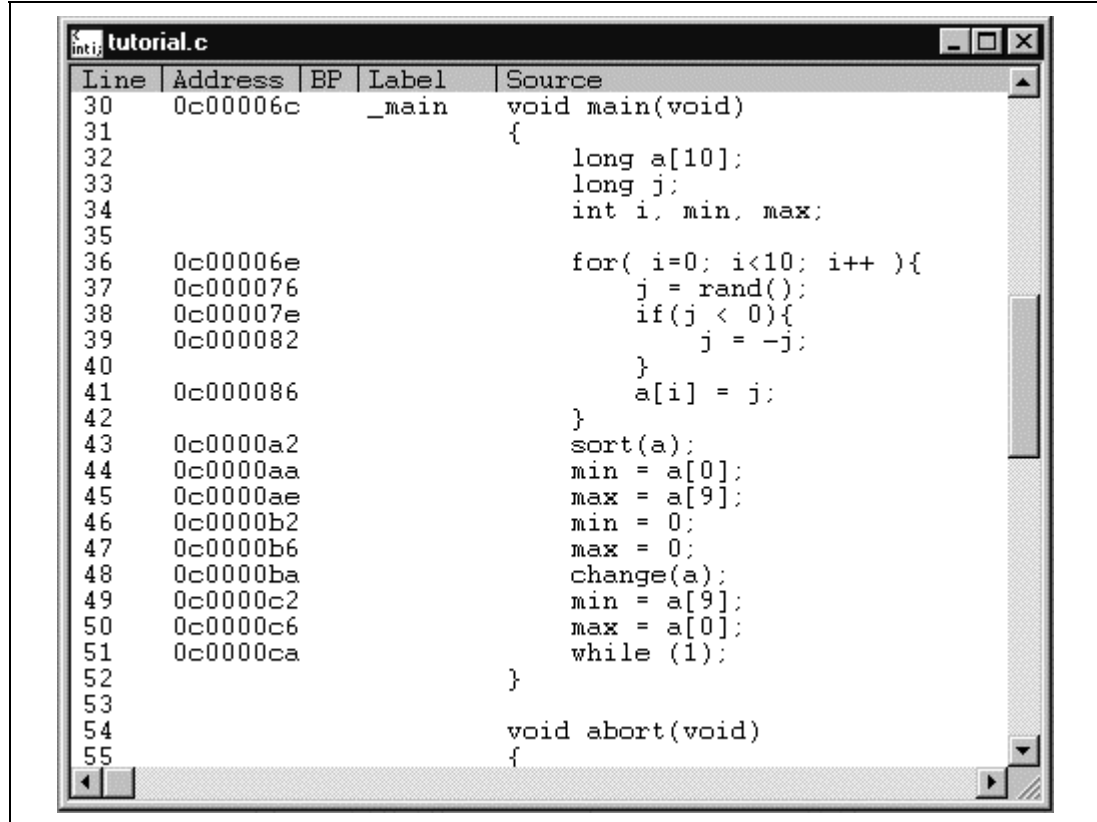 tutorial.c
Line Address BP Label Source
30 0c00006c _main void main(void)
31 {
32 long a[10];
33 long j;
34 int i, min, max;
35
36 0c00006e for( i=0; i<10; i++ ){
37 0c000076 j = rand();
38 0c00007e if(j < 0){
39 0c000082 j = -j;
40 }
41 0c000086 a[i] = j;
42 }
43 0c0000a2 sort(a);
44 0c0000aa min = a[0];
45 0c0000ae max = a[9];
46 0c0000b2 min = 0;
47 0c0000b6 max = 0;
48 0c0000ba change(a);
49 0c0000c2 min = a[9];
50 0c0000c6 max = a[0];
51 0c0000ca while (1);
52 }
53
54 void abort(void)
55 {